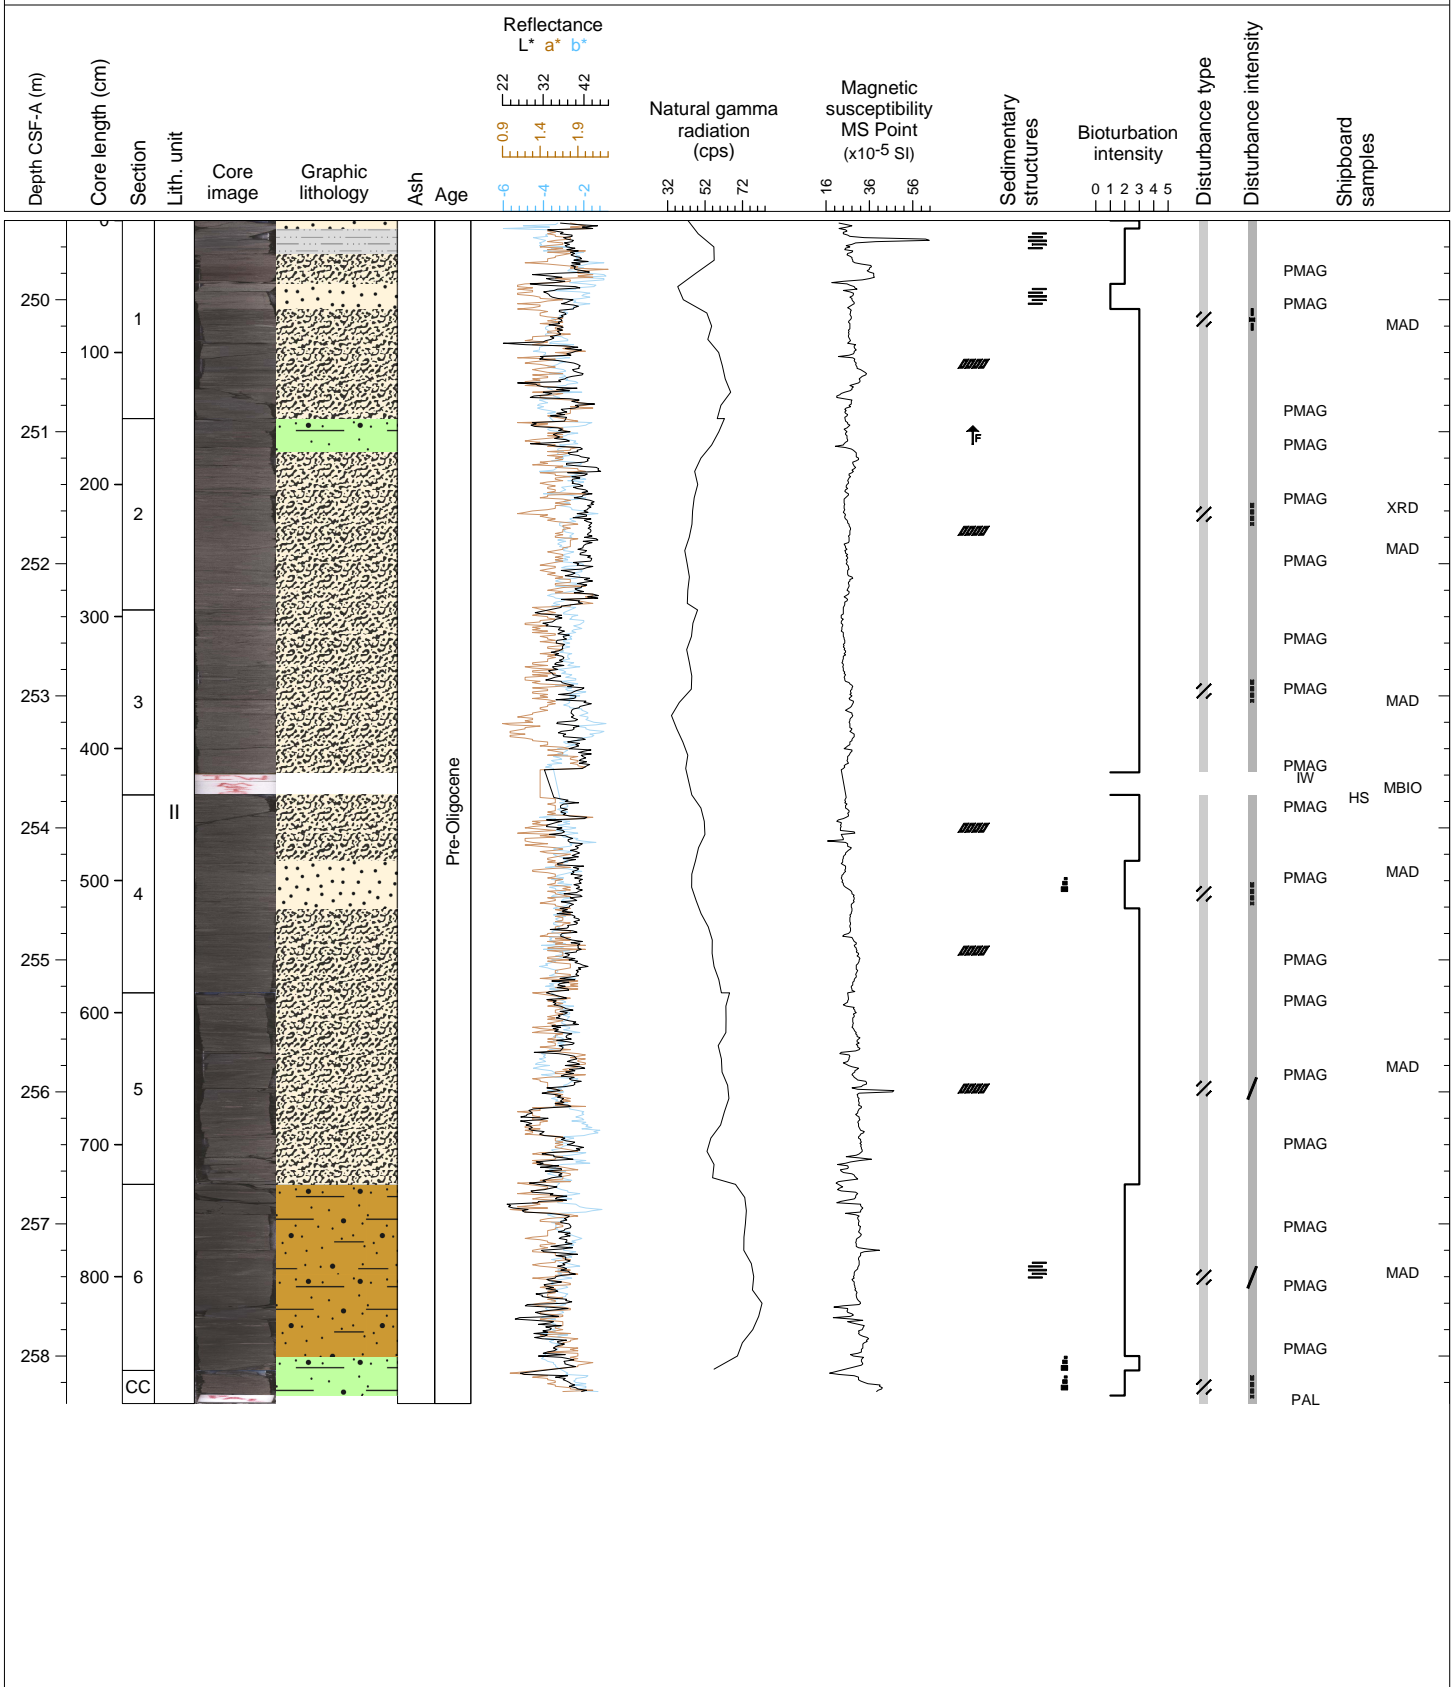 Reflectance
L* a* b*
Depth CSF-A (m)
Core length (cm)
Section
Lith. unit
Core
image
Graphic
lithology
Ash
Age
22 32 42
0.9 1.4 1.9
-6 -4 -2
Natural gamma
radiation
(cps)
32 52 72
Magnetic
susceptibility
MS Point
(x10-5 SI)
16 36 56
Sedimentary
structures
Bioturbation
intensity
0 1 2 3 4 5
Disturbance type
Disturbance intensity
Shipboard
samples
0
PMAG
250
PMAG
1
MAD
100
PMAG
251
F
PMAG
200
PMAG
XRD
2
MAD
252
PMAG
300
PMAG
253
PMAG
MAD
3
400
PMAG
IW
MBIO
HS
PMAG
II
254
Pre-Oligocene
MAD
500
PMAG
4
255
PMAG
PMAG
600
MAD
PMAG
256
5
700
PMAG
257
PMAG
800
6
MAD
PMAG
258
PMAG
CC
PAL